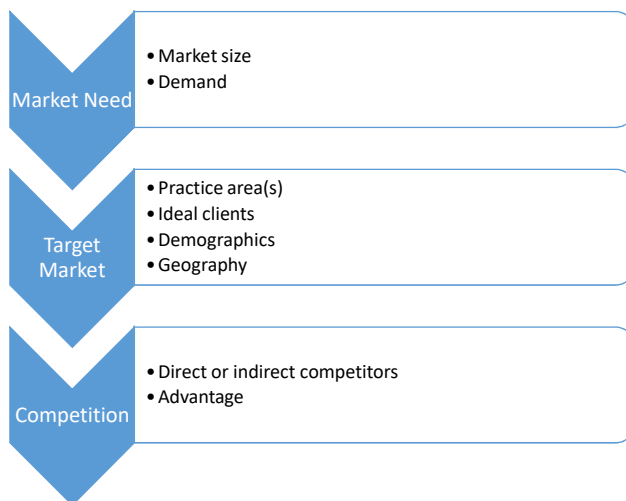 Market Need
• Market size
• Demand
Target
Market
• Practice area(s)
• Ideal clients
• Demographics
• Geography
Competition
• Direct or indirect competitors
• Advantage